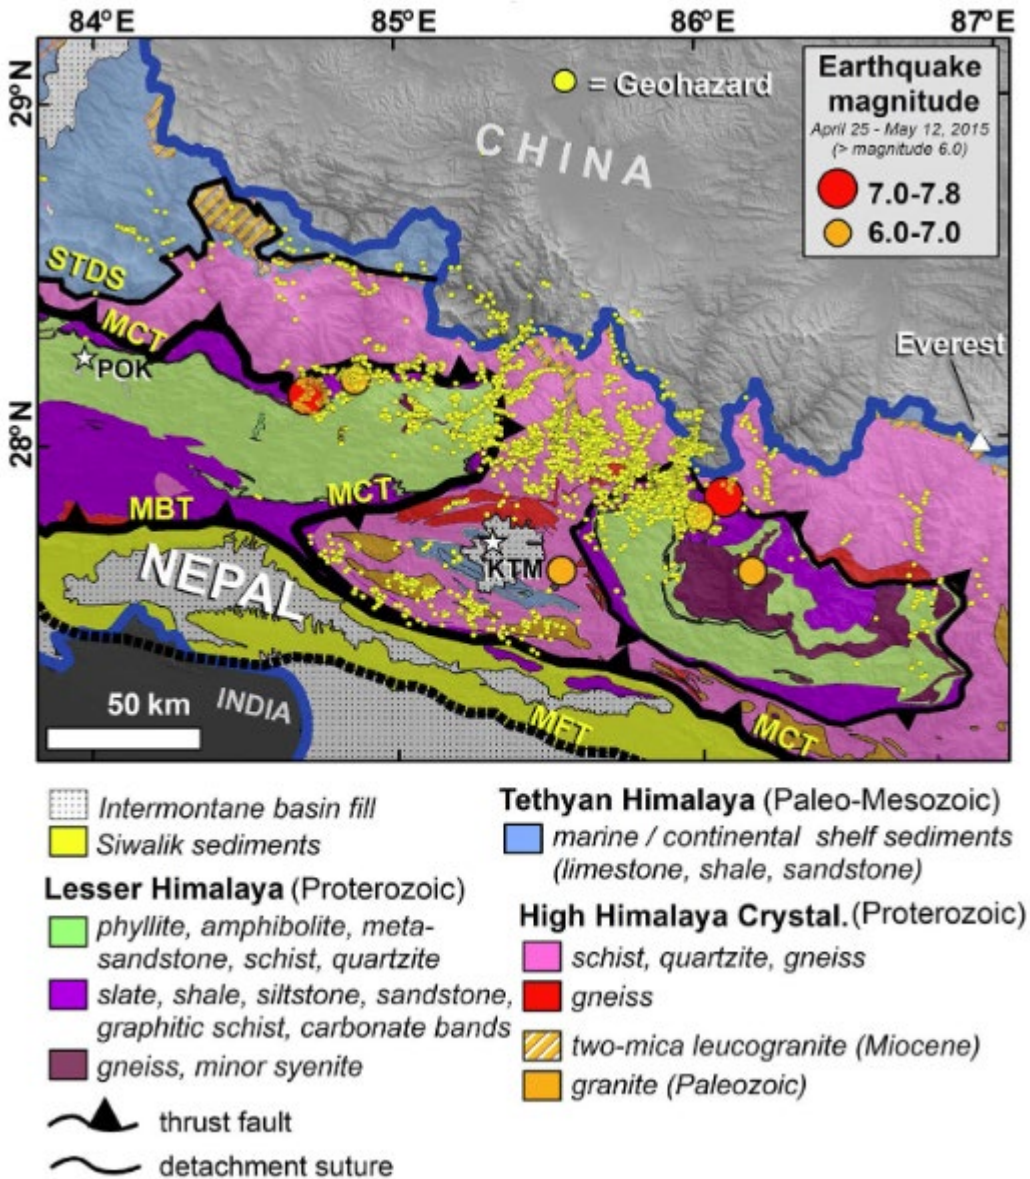 84°E 85°E 86°E 87°E
29°N
28°N
= Geohazard
CHINA
Earthquake
magnitude
April 25 - May 12, 2015
(> magnitude 6.0)
7.0-7.8
6.0-7.0
STDS
MCT
POK
Everest
MCT
MBT
NEPAL
KTM
INDIA
50 km
MFT
MCT
Intermontane basin fill
Siwalik sediments
Lesser Himalaya (Proterozoic)
phyllite, amphibolite, meta-
sandstone, schist, quartzite
slate, shale, siltstone, sandstone,
graphitic schist, carbonate bands
gneiss, minor syenite
thrust fault
detachment suture
Tethyan Himalaya (Paleo-Mesozoic)
marine / continental shelf sediments
(limestone, shale, sandstone)
High Himalaya Crystal. (Proterozoic)
schist, quartzite, gneiss
gneiss
two-mica leucogranite (Miocene)
granite (Paleozoic)